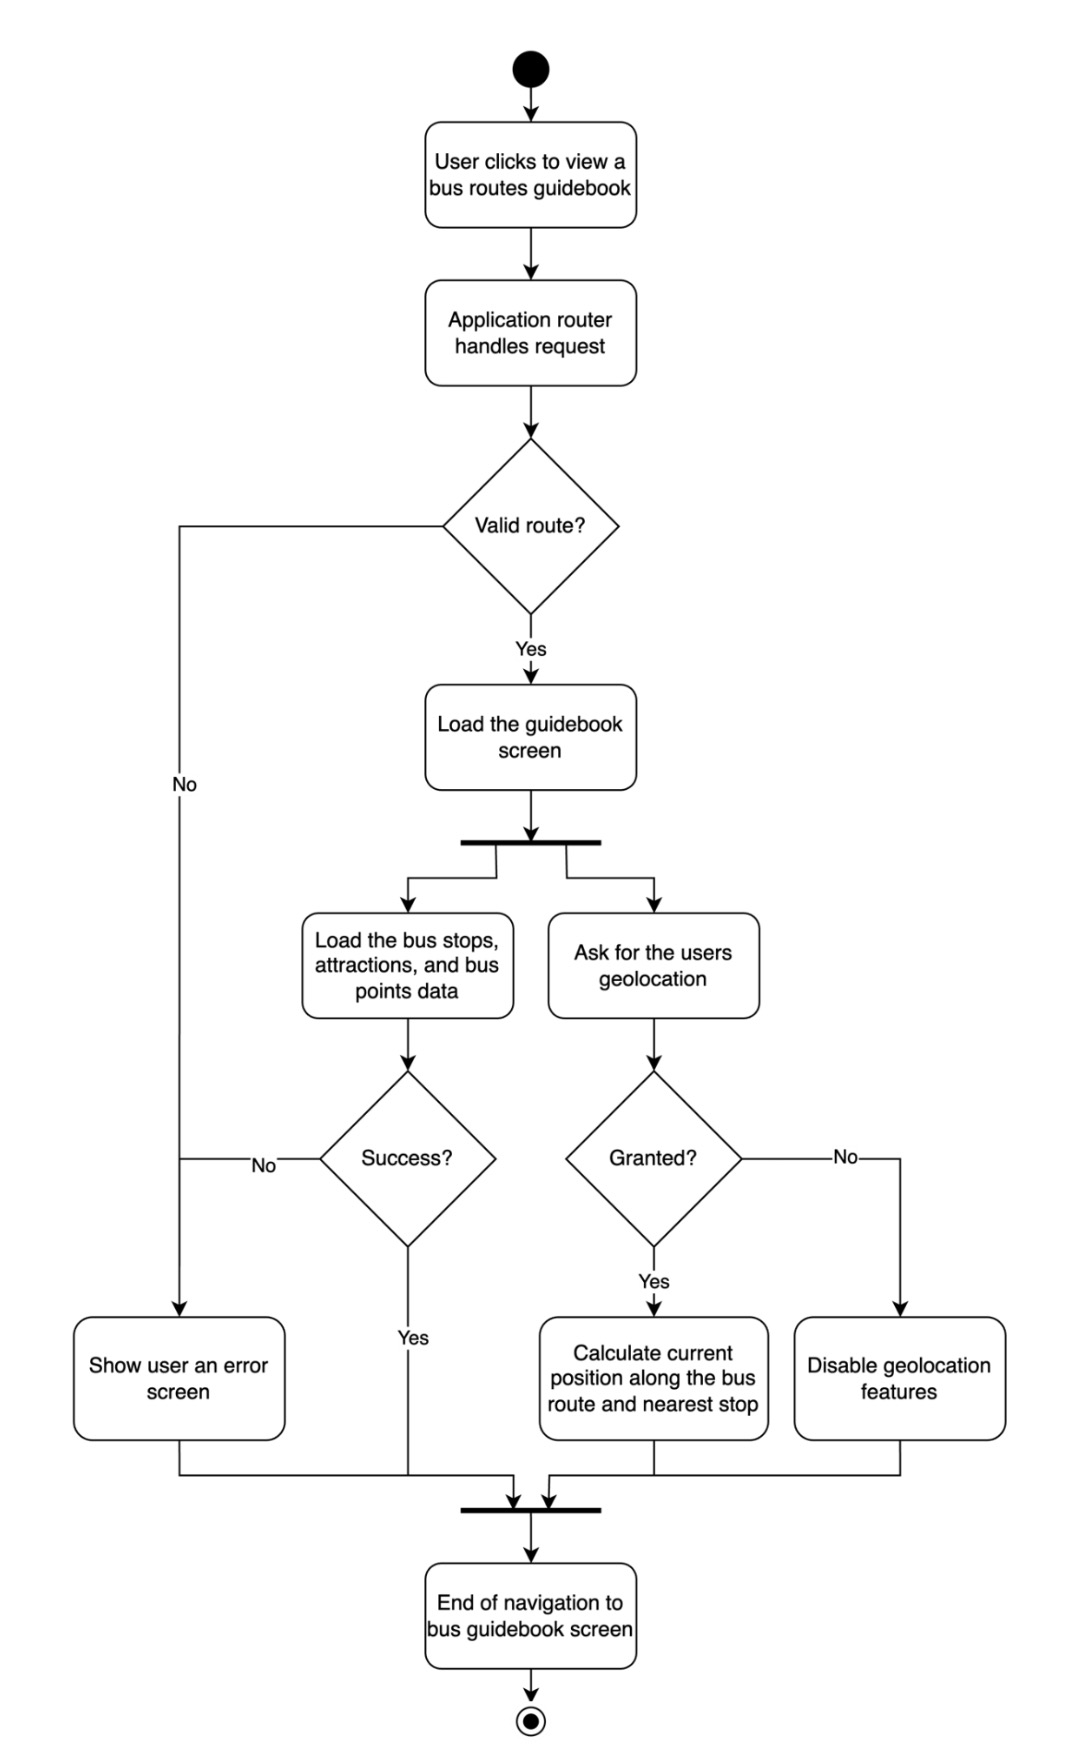 User clicks to view a
bus routes guidebook
Application router
handles request
Valid route?
Yes
Load the guidebook
screen
No
Load the bus stops,
attractions, and bus
points data
Ask for the users
geolocation
Success?
No
Granted?
No
Yes
Yes
Show user an error
screen
Calculate current
position along the bus
route and nearest stop
Disable geolocation
features
End of navigation to
bus guidebook screen